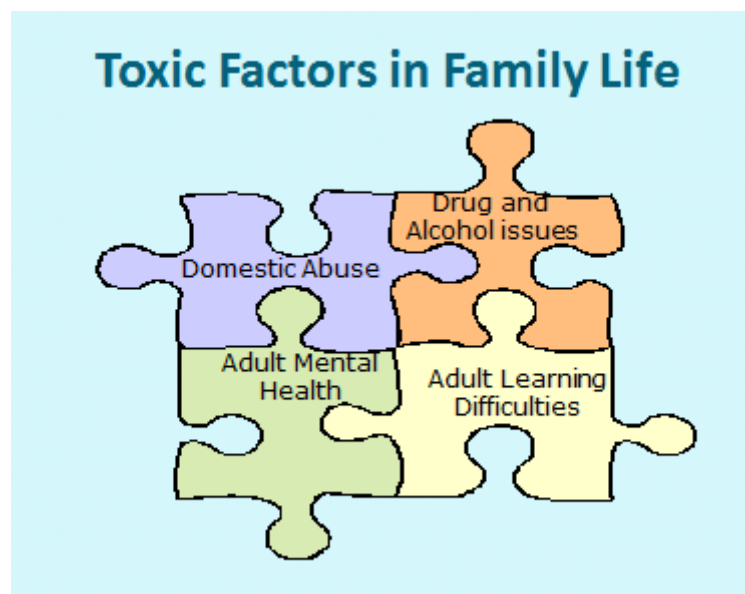 Toxic Factors in Family Life
Drug and
Alcohol issues
Domestic Abuse
Adult Mental
Health
Adult Learning
Difficulties